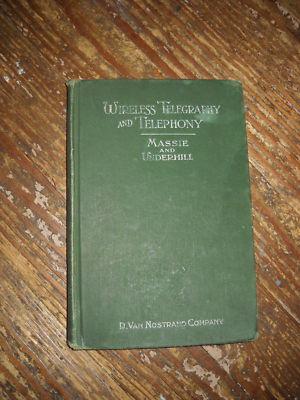 Wireless Telegraphy
and Telephony
Massie
and
Underhill
D. Van Nostrand Company